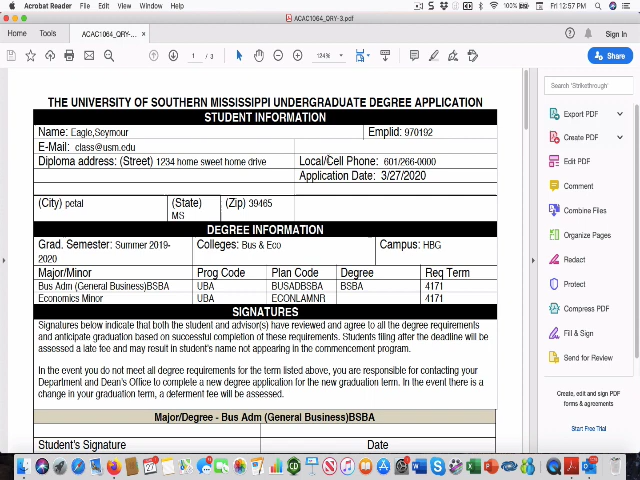 Acrobat Reader File Edit View Window Help 100% Fri 12:57 PM
ACAC1064_QRY-3.pdf
Home Tools ACAC1064_QRY-... × Sign In
1 / 3 124% Share
THE UNIVERSITY OF SOUTHERN MISSISSIPPI UNDERGRADUATE DEGREE APPLICATION
STUDENT INFORMATION
Name: Eagle,Seymour Emplid: 970192
E-Mail: class@usm.edu
Diploma address: (Street) 1234 home sweet home drive Local/Cell Phone: 601/266-0000
Application Date: 3/27/2020
(City) petal (State) MS (Zip) 39465
DEGREE INFORMATION
Grad. Semester: Summer 2019-2020 Colleges: Bus & Eco Campus: HBG
Major/Minor Prog Code Plan Code Degree Req Term
Bus Adm (General Business)BSBA UBA BUSADBSBA BSBA 4171
Economics Minor UBA ECONLAMNR 4171
SIGNATURES
Signatures below indicate that both the student and advisor(s) have reviewed and agree to all the degree requirements
and anticipate graduation based on successful completion of these requirements. Students filing after the deadline will be
assessed a late fee and may result in student's name not appearing in the commencement program.
In the event you do not meet all degree requirements for the term listed above, you are responsible for contacting your
Department and Dean's Office to complete a new degree application for the new graduation term. In the event there is a
change in your graduation term, a deferment fee will be assessed.
Major/Degree - Bus Adm (General Business)BSBA
Student's Signature Date
Search 'Strikethrough'
Export PDF
Create PDF
Edit PDF
Comment
Combine Files
Organize Pages
Redact
Protect
Compress PDF
Fill & Sign
Send for Review
Create, edit and sign PDF
forms & agreements
Start Free Trial